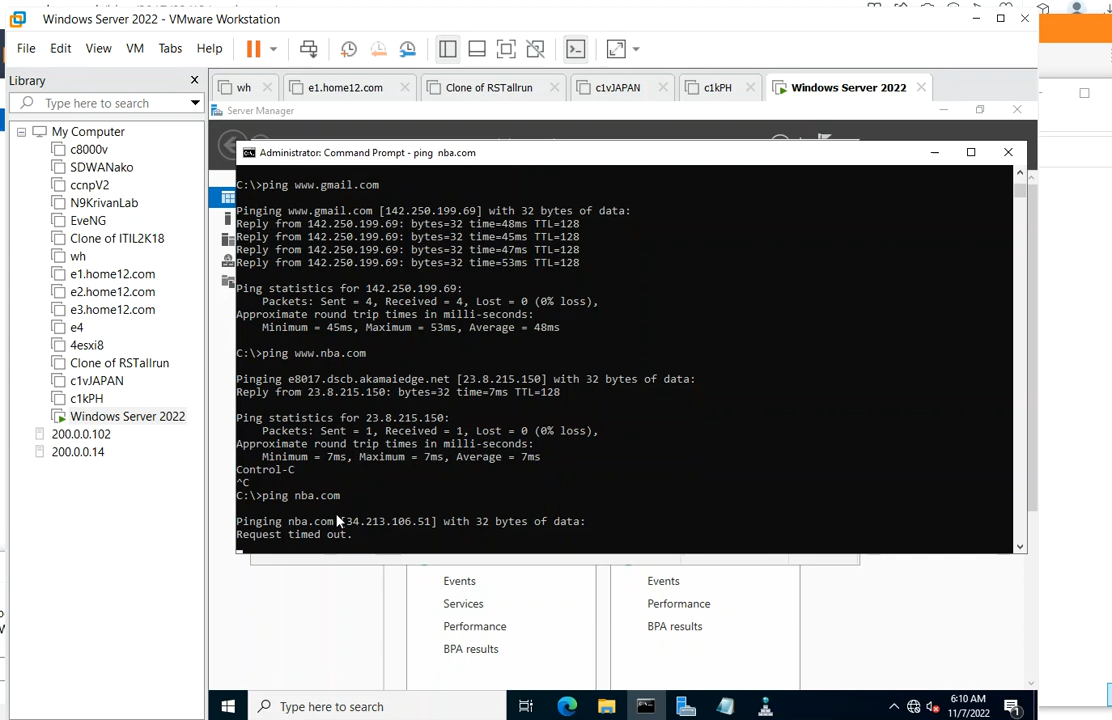 Windows Server 2022 - VMware Workstation
File Edit View VM Tabs Help
Library
Type here to search
My Computer
c8000v
SDWANako
ccnpV2
N9KrivanLab
EveNG
Clone of ITIL2K18
wh
e1.home12.com
e2.home12.com
e3.home12.com
e4
4esxi8
Clone of RSTallrun
c1vJAPAN
c1kPH
Windows Server 2022
200.0.0.102
200.0.0.14
wh e1.home12.com Clone of RSTallrun c1vJAPAN c1kPH Windows Server 2022
Server Manager
Administrator: Command Prompt - ping nba.com
C:\>ping www.gmail.com
Pinging www.gmail.com [142.250.199.69] with 32 bytes of data:
Reply from 142.250.199.69: bytes=32 time=48ms TTL=128
Reply from 142.250.199.69: bytes=32 time=45ms TTL=128
Reply from 142.250.199.69: bytes=32 time=47ms TTL=128
Reply from 142.250.199.69: bytes=32 time=53ms TTL=128
Ping statistics for 142.250.199.69:
Packets: Sent = 4, Received = 4, Lost = 0 (0% loss),
Approximate round trip times in milli-seconds:
Minimum = 45ms, Maximum = 53ms, Average = 48ms
C:\>ping www.nba.com
Pinging e8017.dscb.akamaiedge.net [23.8.215.150] with 32 bytes of data:
Reply from 23.8.215.150: bytes=32 time=7ms TTL=128
Ping statistics for 23.8.215.150:
Packets: Sent = 1, Received = 1, Lost = 0 (0% loss),
Approximate round trip times in milli-seconds:
Minimum = 7ms, Maximum = 7ms, Average = 7ms
Control-C
^C
C:\>ping nba.com
Pinging nba.com [34.213.106.51] with 32 bytes of data:
Request timed out.
Events
Services
Performance
BPA results
Events
Performance
BPA results
Type here to search
6:10 AM
11/7/2022
1